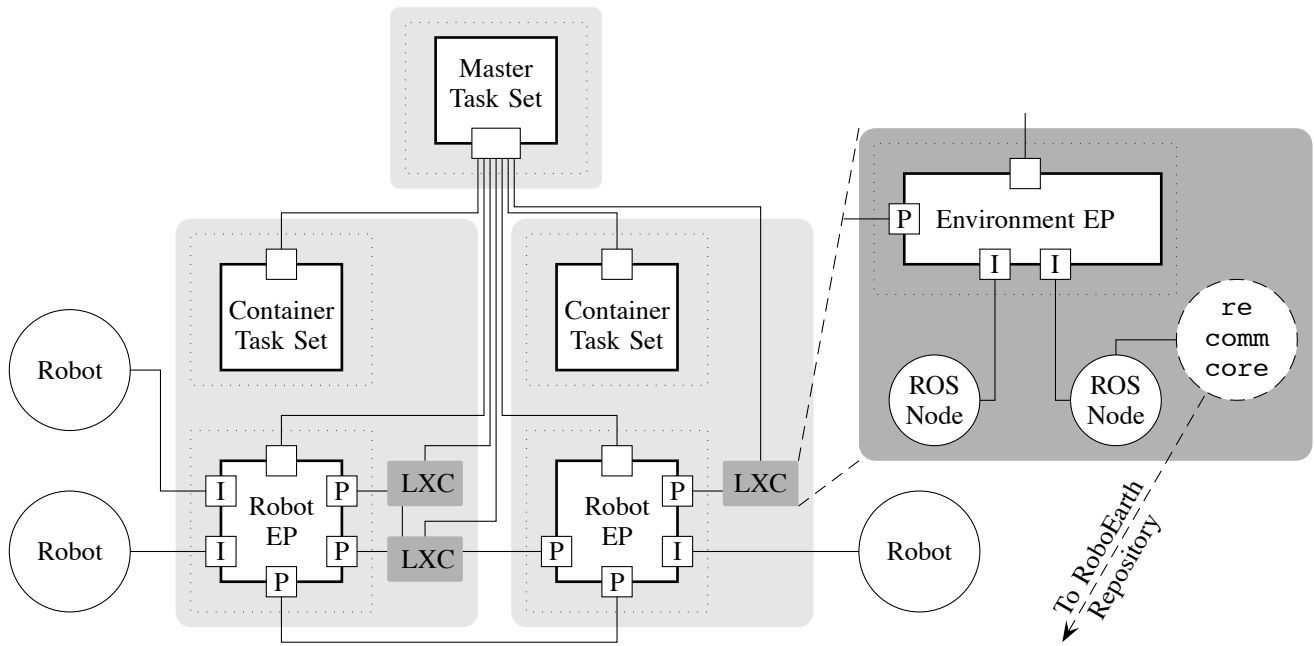 Master
Task Set
Container
Task Set
Container
Task Set
Robot
Robot
I
I
Robot
EP
P
P
P
LXC
LXC
P
Robot
EP
P
I
P
LXC
Robot
P
Environment EP
I
I
ROS
Node
ROS
Node
re
comm
core
To RoboEarth
Repository